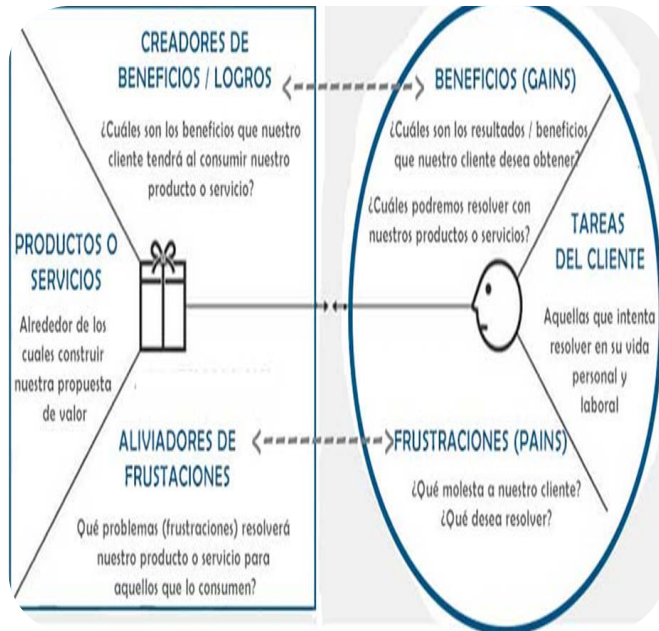 CREADORES DE
BENEFICIOS / LOGROS
¿Cuáles son los beneficios que nuestro
cliente tendrá al consumir nuestro
producto o servicio?
PRODUCTOS O
SERVICIOS
Alrededor de los
cuales construir
nuestra propuesta
de valor
ALIVIADORES DE
FRUSTACIONES
Qué problemas (frustraciones) resolverá
nuestro producto o servicio para
aquellos que lo consumen?
BENEFICIOS (GAINS)
¿Cuáles son los resultados / beneficios
que nuestro cliente desea obtener?
¿Cuáles podremos resolver con
nuestros productos o servicios?
TAREAS
DEL CLIENTE
Aquellas que intenta
resolver en su vida
personal y
laboral
FRUSTRACIONES (PAINS)
¿Qué molesta a nuestro cliente?
¿Qué desea resolver?